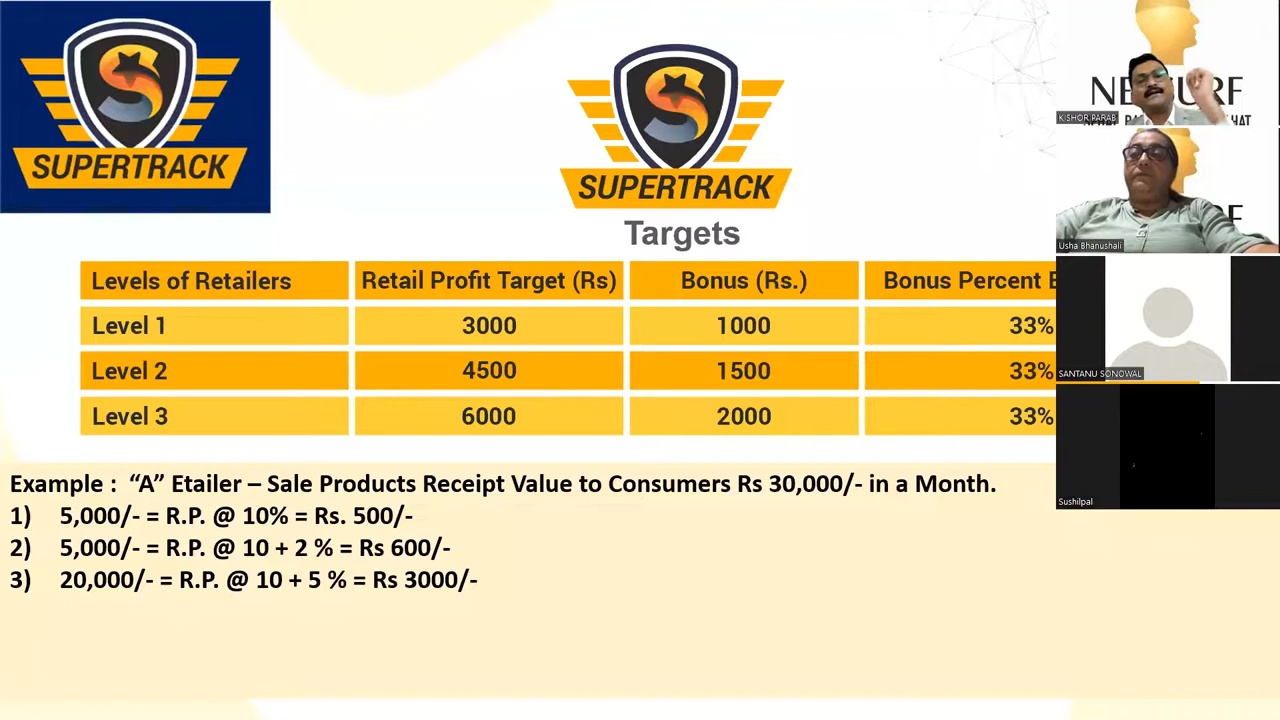 SUPERTRACK
SUPERTRACK
Targets
Levels of Retailers Retail Profit Target (Rs) Bonus (Rs.) Bonus Percent
Level 1 3000 1000 33%
Level 2 4500 1500 33%
Level 3 6000 2000 33%
Example : “A” Etailer – Sale Products Receipt Value to Consumers Rs 30,000/- in a Month.
1) 5,000/- = R.P. @ 10% = Rs. 500/-
2) 5,000/- = R.P. @ 10 + 2 % = Rs 600/-
3) 20,000/- = R.P. @ 10 + 5 % = Rs 3000/-
KISHOR PARAB
Usha Bhanushali
SANTANU SONOWAL
Sushilpal